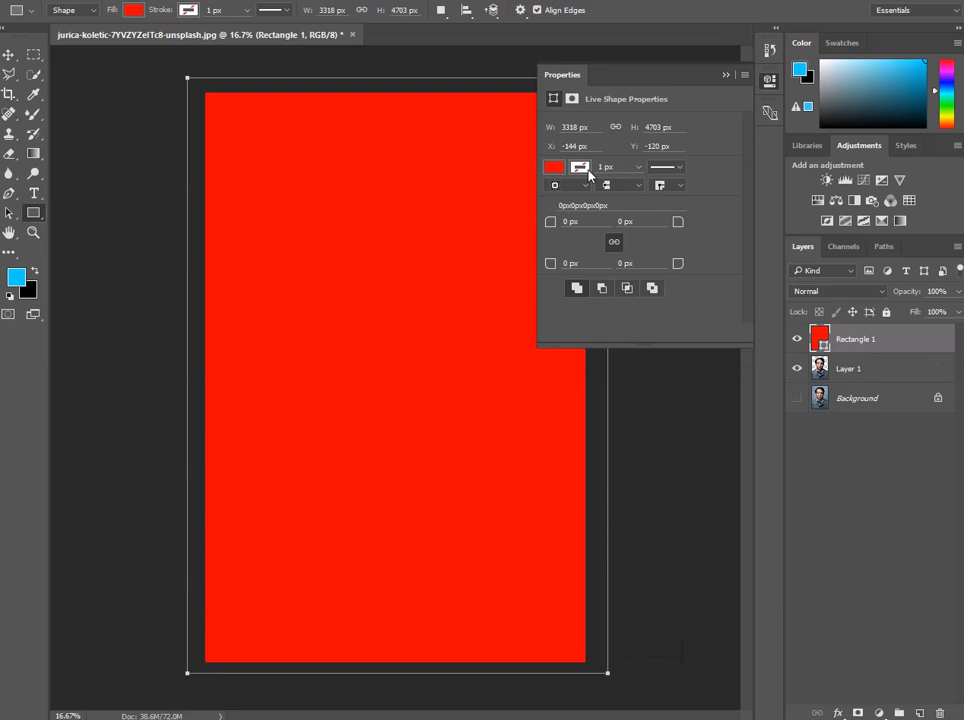 Shape Fill: Stroke: 1 px W: 3318 px H: 4703 px Align Edges Essentials
jurica-koletic-7YVZYZeITc8-unsplash.jpg @ 16.7% (Rectangle 1, RGB/8) *
Color Swatches
Properties
Live Shape Properties
W: 3318 px H: 4703 px
X: -144 px Y: -120 px
1 px
0px0px0px0px
0 px 0 px
0 px 0 px
Libraries Adjustments Styles
Add an adjustment
Layers Channels Paths
Kind
Normal Opacity: 100%
Lock: Fill: 100%
Rectangle 1
Layer 1
Background
16.67% Doc: 38.6M/72.0M